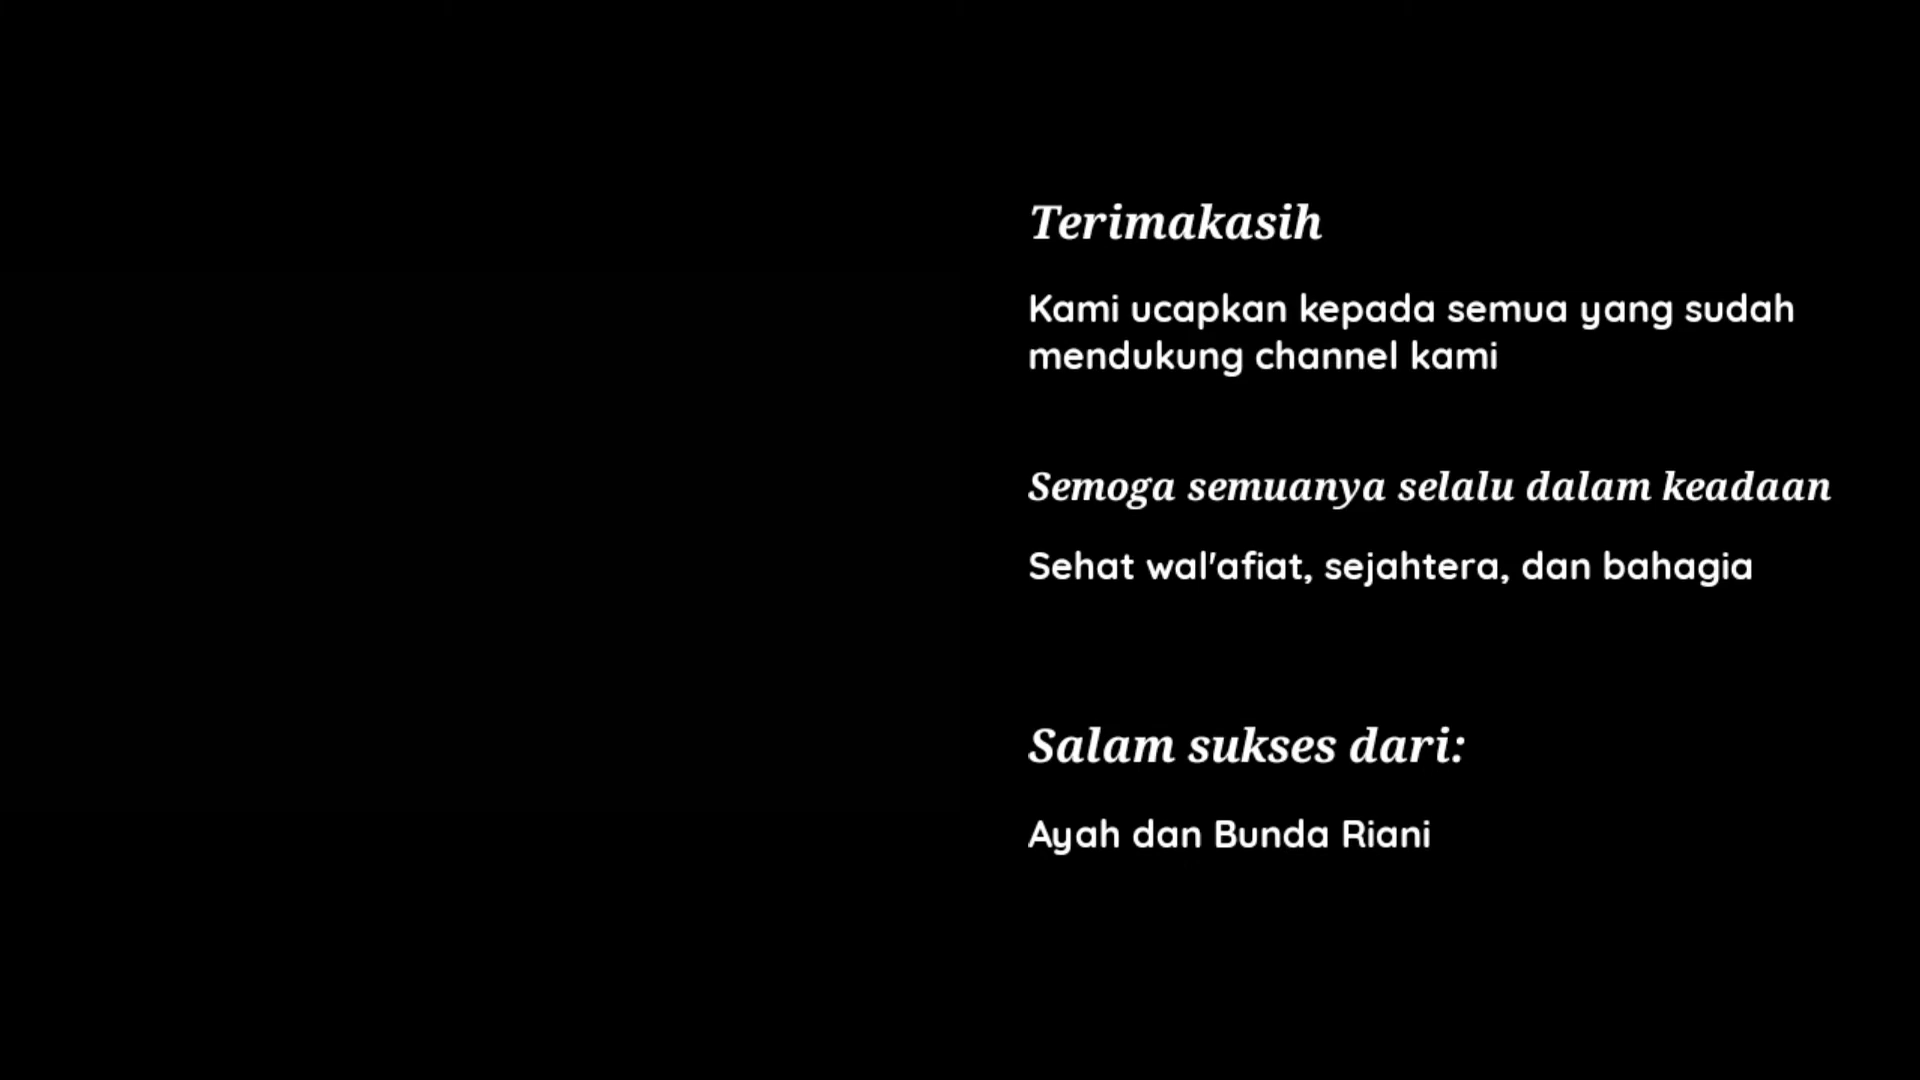 Terimakasih
Kami ucapkan kepada semua yang sudah
mendukung channel kami
Semoga semuanya selalu dalam keadaan
Sehat wal'afiat, sejahtera, dan bahagia
Salam sukses dari:
Ayah dan Bunda Riani